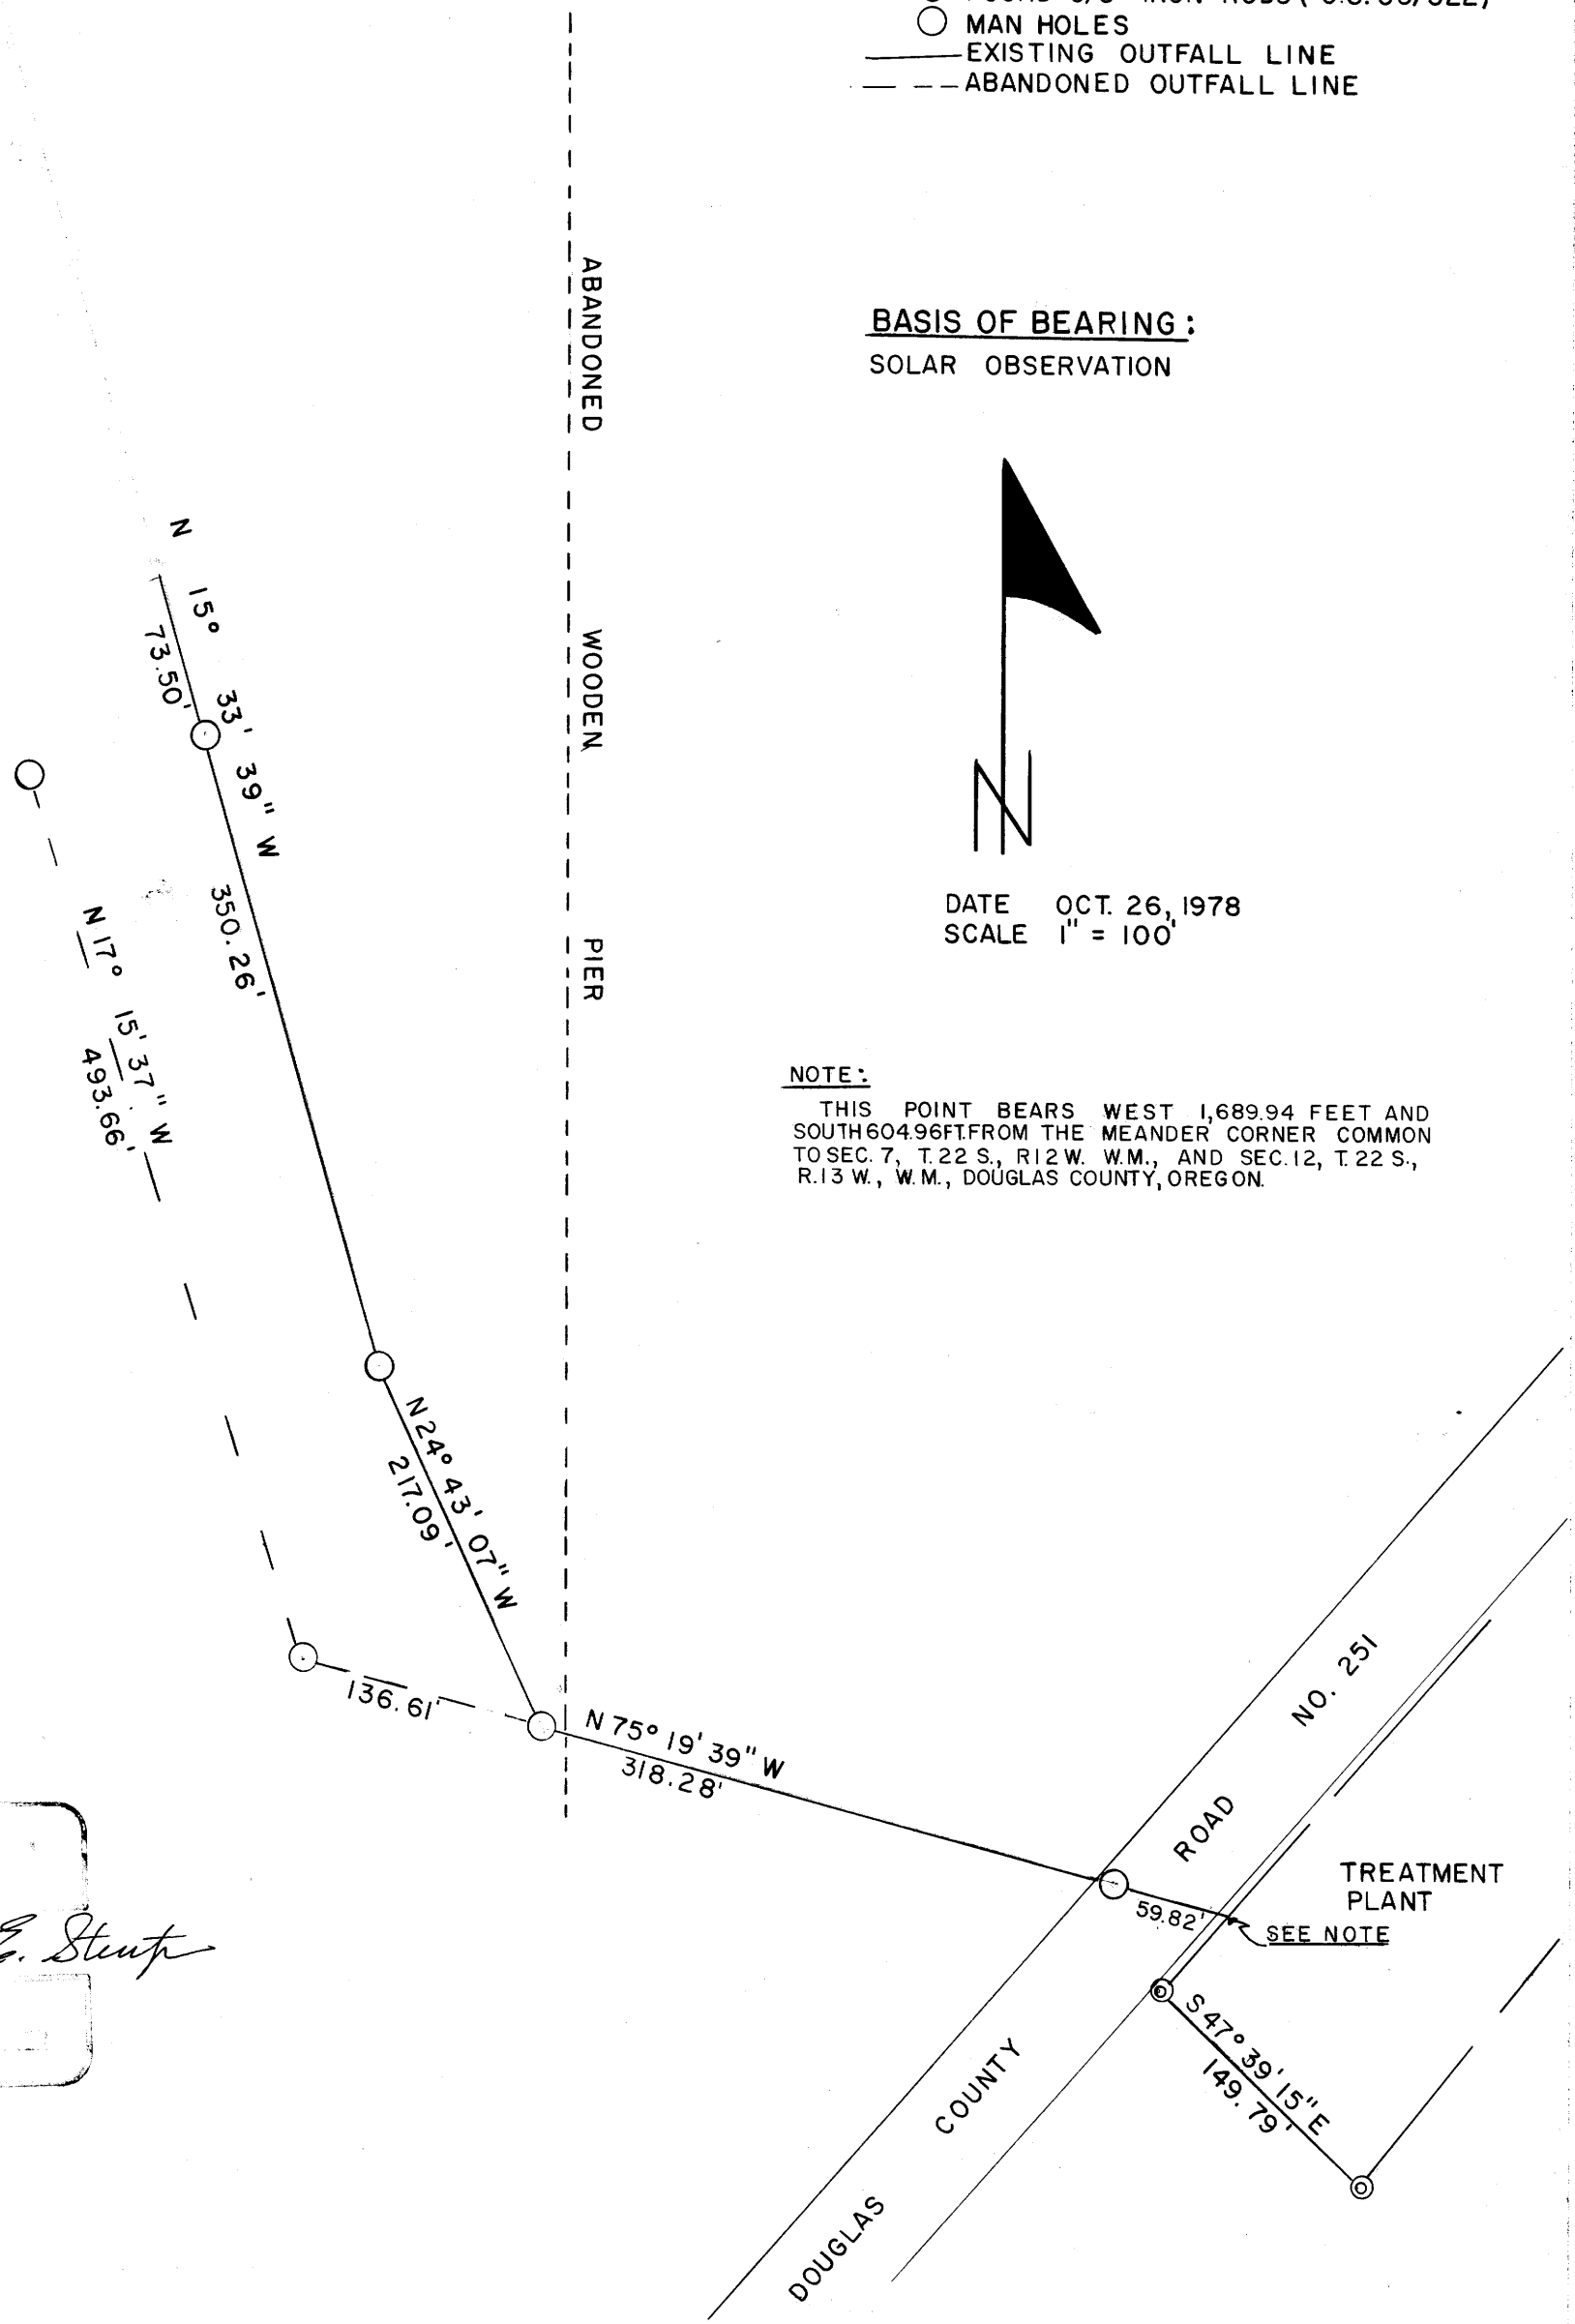 MAN HOLES
EXISTING OUTFALL LINE
ABANDONED OUTFALL LINE
ABANDONED WOODEN PIER
BASIS OF BEARING:
SOLAR OBSERVATION
N
DATE OCT. 26, 1978
SCALE 1" = 100'
N 15° 33' 39" W
73.50'
350.26'
N 17° 15' 37" W
493.66'
NOTE:
THIS POINT BEARS WEST 1,689.94 FEET AND
SOUTH 604.96 FT. FROM THE MEANDER CORNER COMMON
TO SEC. 7, T. 22 S., R12 W. W.M., AND SEC. 12, T. 22 S.,
R. 13 W., W. M., DOUGLAS COUNTY, OREGON.
N 24° 43' 07" W
217.09'
136.61'
N 75° 19' 39" W
318.28'
59.82'
DOUGLAS COUNTY ROAD NO. 251
TREATMENT
PLANT
SEE NOTE
S 47° 39' 15" E
149.79'